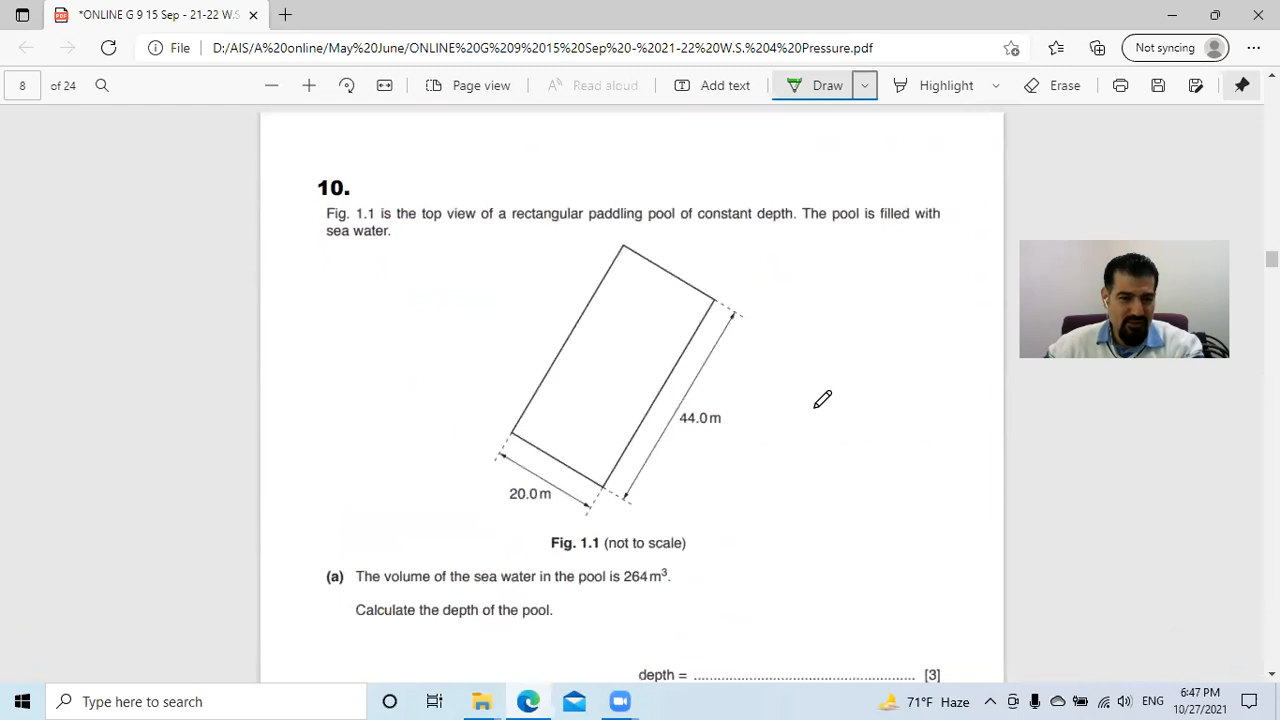 *ONLINE G 9 15 Sep - 21-22 W.S.
File
D:/AIS/A%20online/May%20June/ONLINE%20G%209%2015%20Sep%20-%2021-22%20W.S.%204%20Pressure.pdf
Not syncing
8 of 24
Page view
Read aloud
Add text
Draw
Highlight
Erase
10.
Fig. 1.1 is the top view of a rectangular paddling pool of constant depth. The pool is filled with
sea water.
44.0 m
20.0 m
Fig. 1.1 (not to scale)
(a) The volume of the sea water in the pool is 264 m³.
Calculate the depth of the pool.
depth = ................................................... [3]
Type here to search
71°F Haze
ENG
6:47 PM
10/27/2021